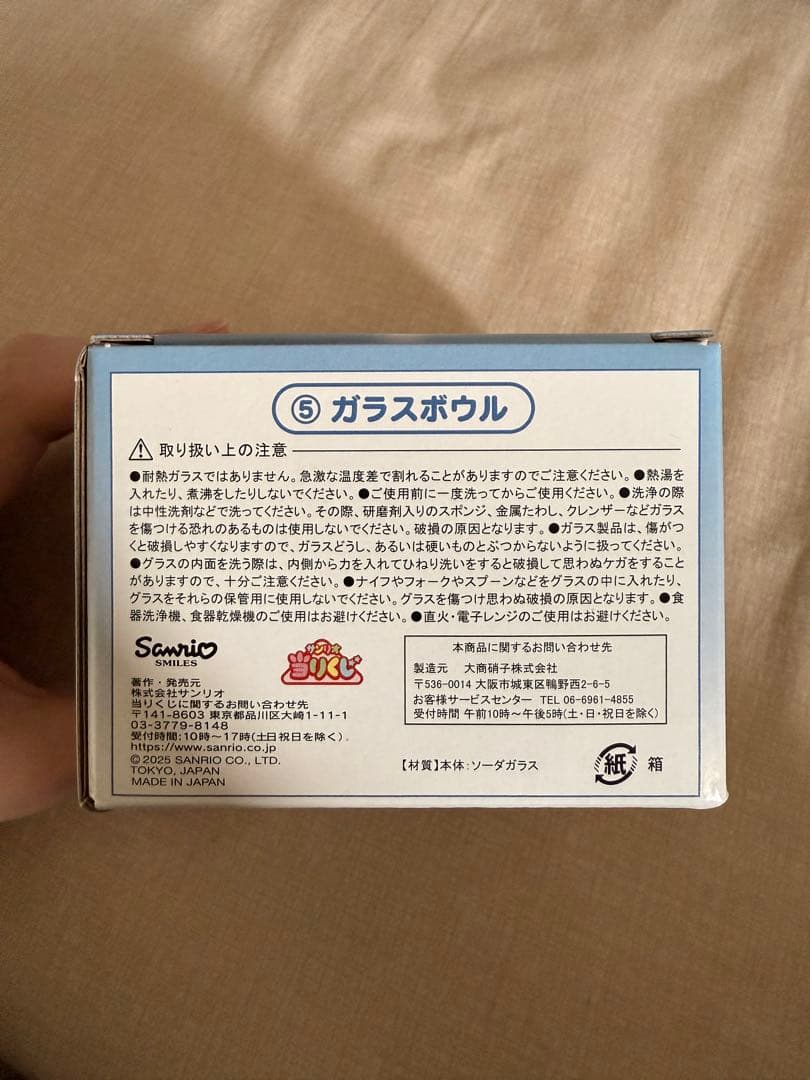 ⑤ ガラスボウル
取り扱い上の注意
●耐熱ガラスではありません。急激な温度差で割れることがありますのでご注意ください。●熱湯を
入れたり、煮沸をしたりしないでください。●ご使用前に一度洗ってからご使用ください。●洗浄の際
は中性洗剤などで洗ってください。その際、研磨剤入りのスポンジ、金属たわし、クレンザーなどガラス
を傷つける恐れのあるものは使用しないでください。破損の原因となります。●ガラス製品は、傷がつ
くと破損しやすくなりますので、ガラスどうし、あるいは硬いものとぶつからないように扱ってください。
●グラスの内面を洗う際は、内側から力を入れてひねり洗いをすると破損して思わぬケガをすること
がありますので、十分ご注意ください。●ナイフやフォークやスプーンなどをグラスの中に入れたり、
グラスをそれらの保管用に使用しないでください。グラスを傷つけ思わぬ破損の原因となります。●食
器洗浄機、食器乾燥機のご使用はお避けください。●直火・電子レンジのご使用はお避けください。
Sanrio
SMILES
サンリオ
当りくじ
著作・発売元
株式会社サンリオ
当りくじに関するお問い合わせ先
〒141-8603 東京都品川区大崎1-11-1
03-3779-8148
受付時間:10時〜17時(土日祝日を除く)。
https://www.sanrio.co.jp
© 2025 SANRIO CO., LTD.
TOKYO, JAPAN
MADE IN JAPAN
本商品に関するお問い合わせ先
製造元 大商硝子株式会社
〒536-0014 大阪市城東区鴫野西2-6-5
お客様サービスセンター TEL 06-6961-4855
受付時間 午前10時〜午後5時(土・日・祝日を除く)
【材質】本体:ソーダガラス
紙 箱